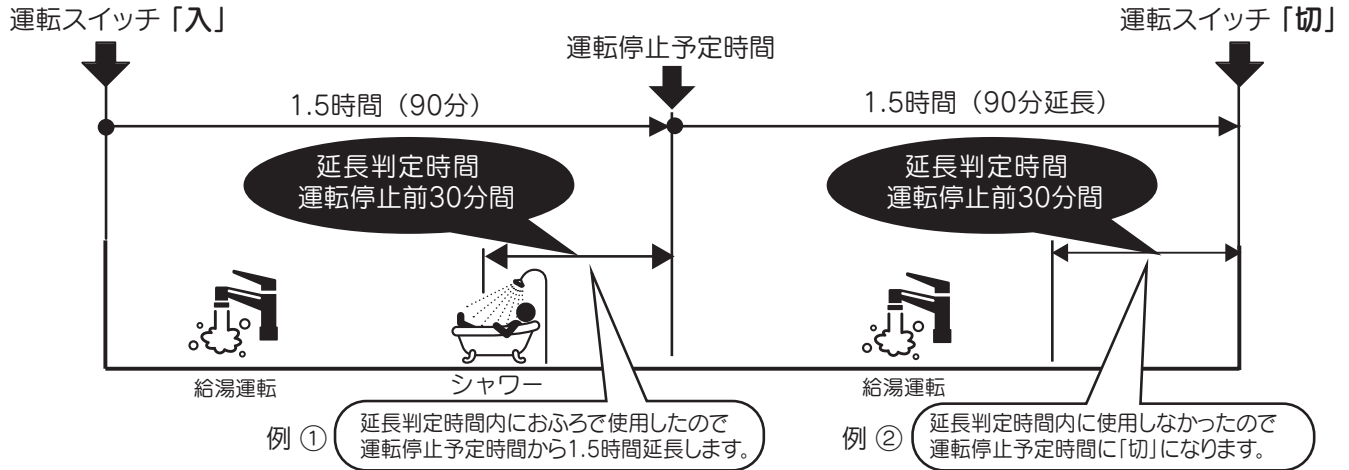 運転スイッチ「入」
運転停止予定時間
運転スイッチ「切」
1.5時間（90分）
1.5時間（90分延長）
延長判定時間
運転停止前30分間
延長判定時間
運転停止前30分間
給湯運転
シャワー
給湯運転
例 ①
延長判定時間内におふろで使用したので
運転停止予定時間から1.5時間延長します。
例 ②
延長判定時間内に使用しなかったので
運転停止予定時間に「切」になります。